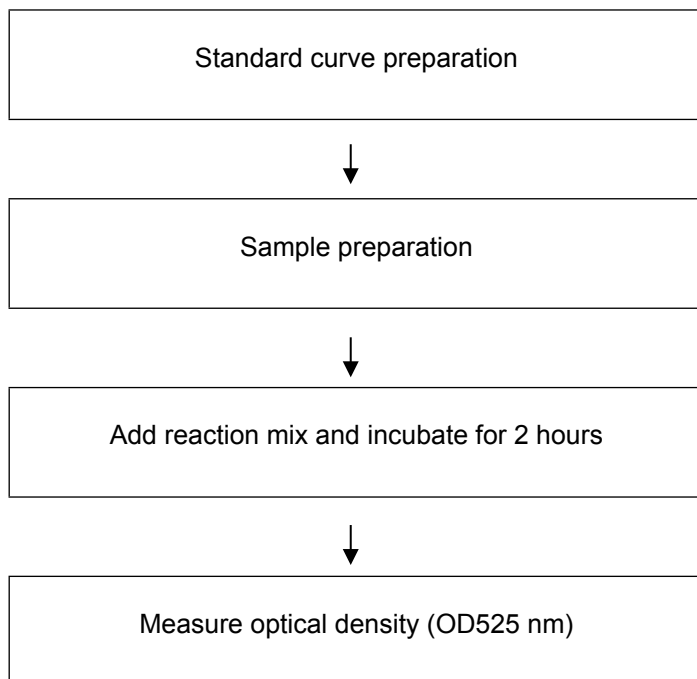 Standard curve preparation
Sample preparation
Add reaction mix and incubate for 2 hours
Measure optical density (OD525 nm)